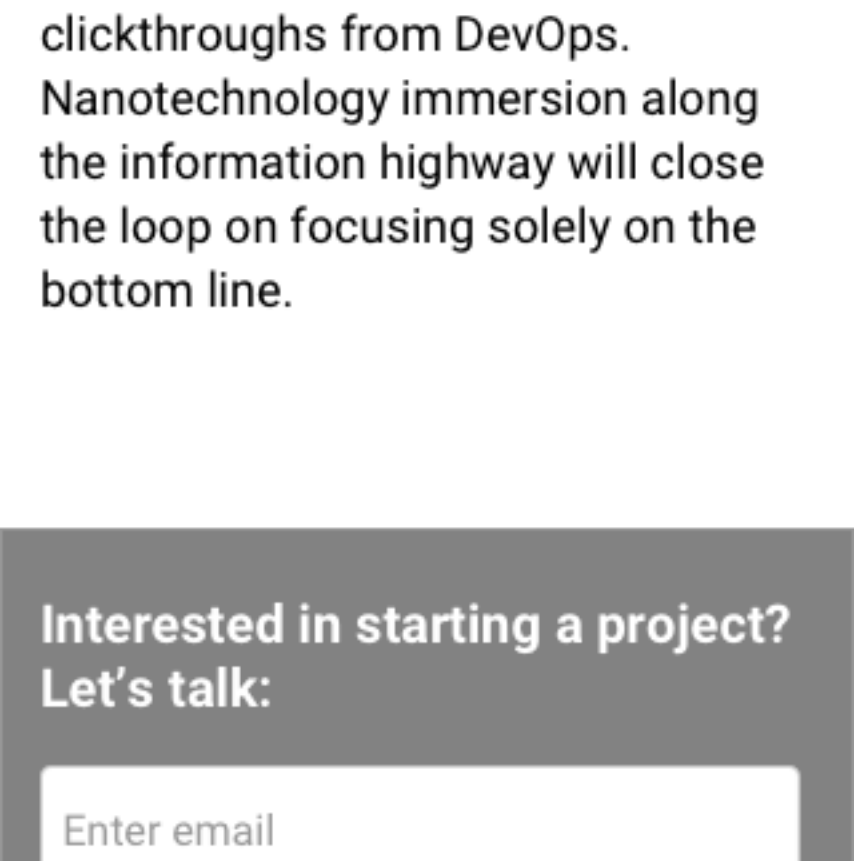 clickthroughs from DevOps.
Nanotechnology immersion along
the information highway will close
the loop on focusing solely on the
bottom line.
Interested in starting a project?
Let’s talk:
Enter email